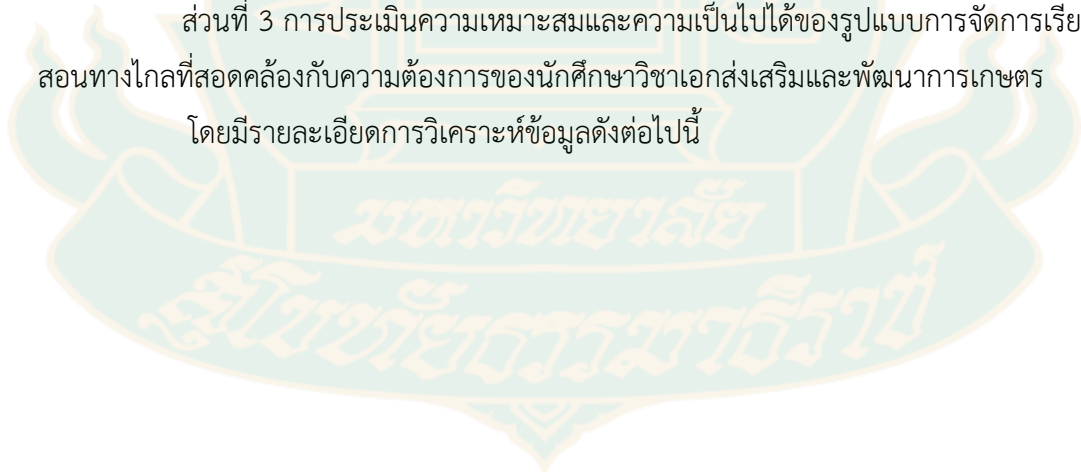 ส่วนที่ 3 การประเมินความเหมาะสมและความเป็นไปได้ของรูปแบบการจัดการเรีย
สอนทางไกลที่สอดคล้องกับความต้องการของนักศึกษาวิชาเอกส่งเสริมและพัฒนาการเกษตร
โดยมีรายละเอียดการวิเคราะห์ข้อมูลดังต่อไปนี้
มหาวิทยาลัย
สุโขทัยธรรมาธิราช